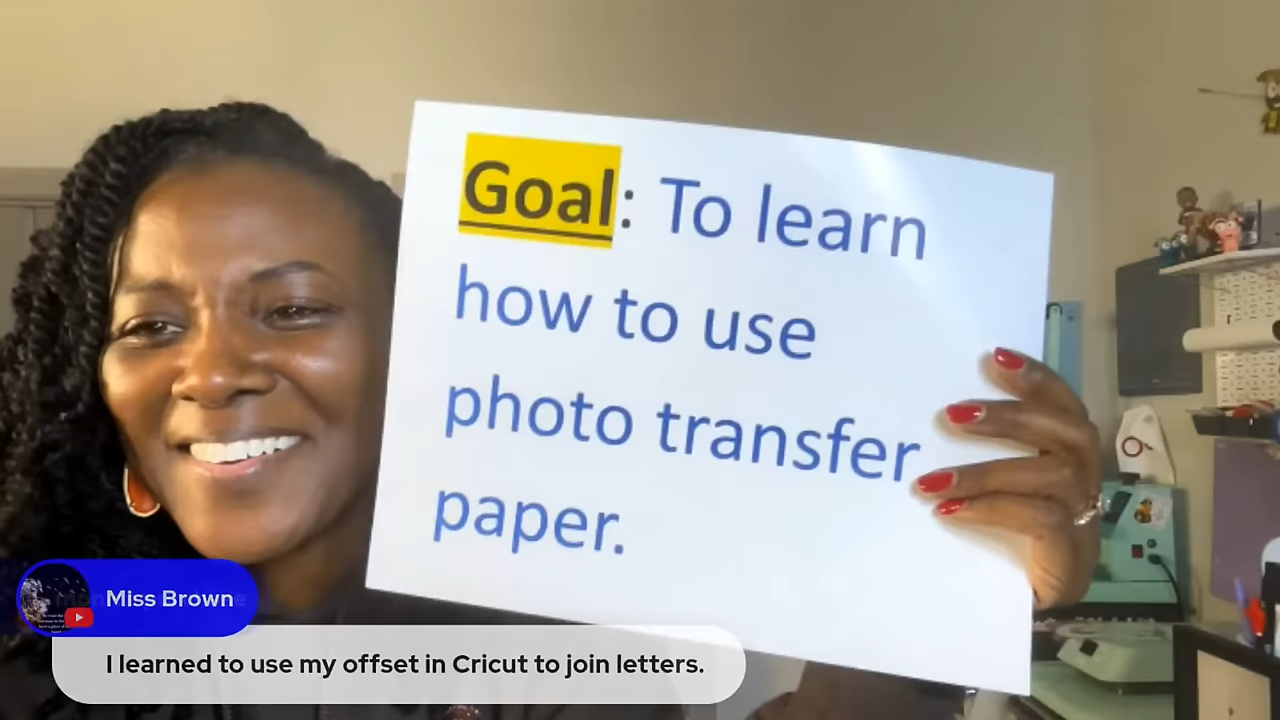 Goal: To learn
how to use
photo transfer
paper.
Miss Brown
I learned to use my offset in Cricut to join letters.